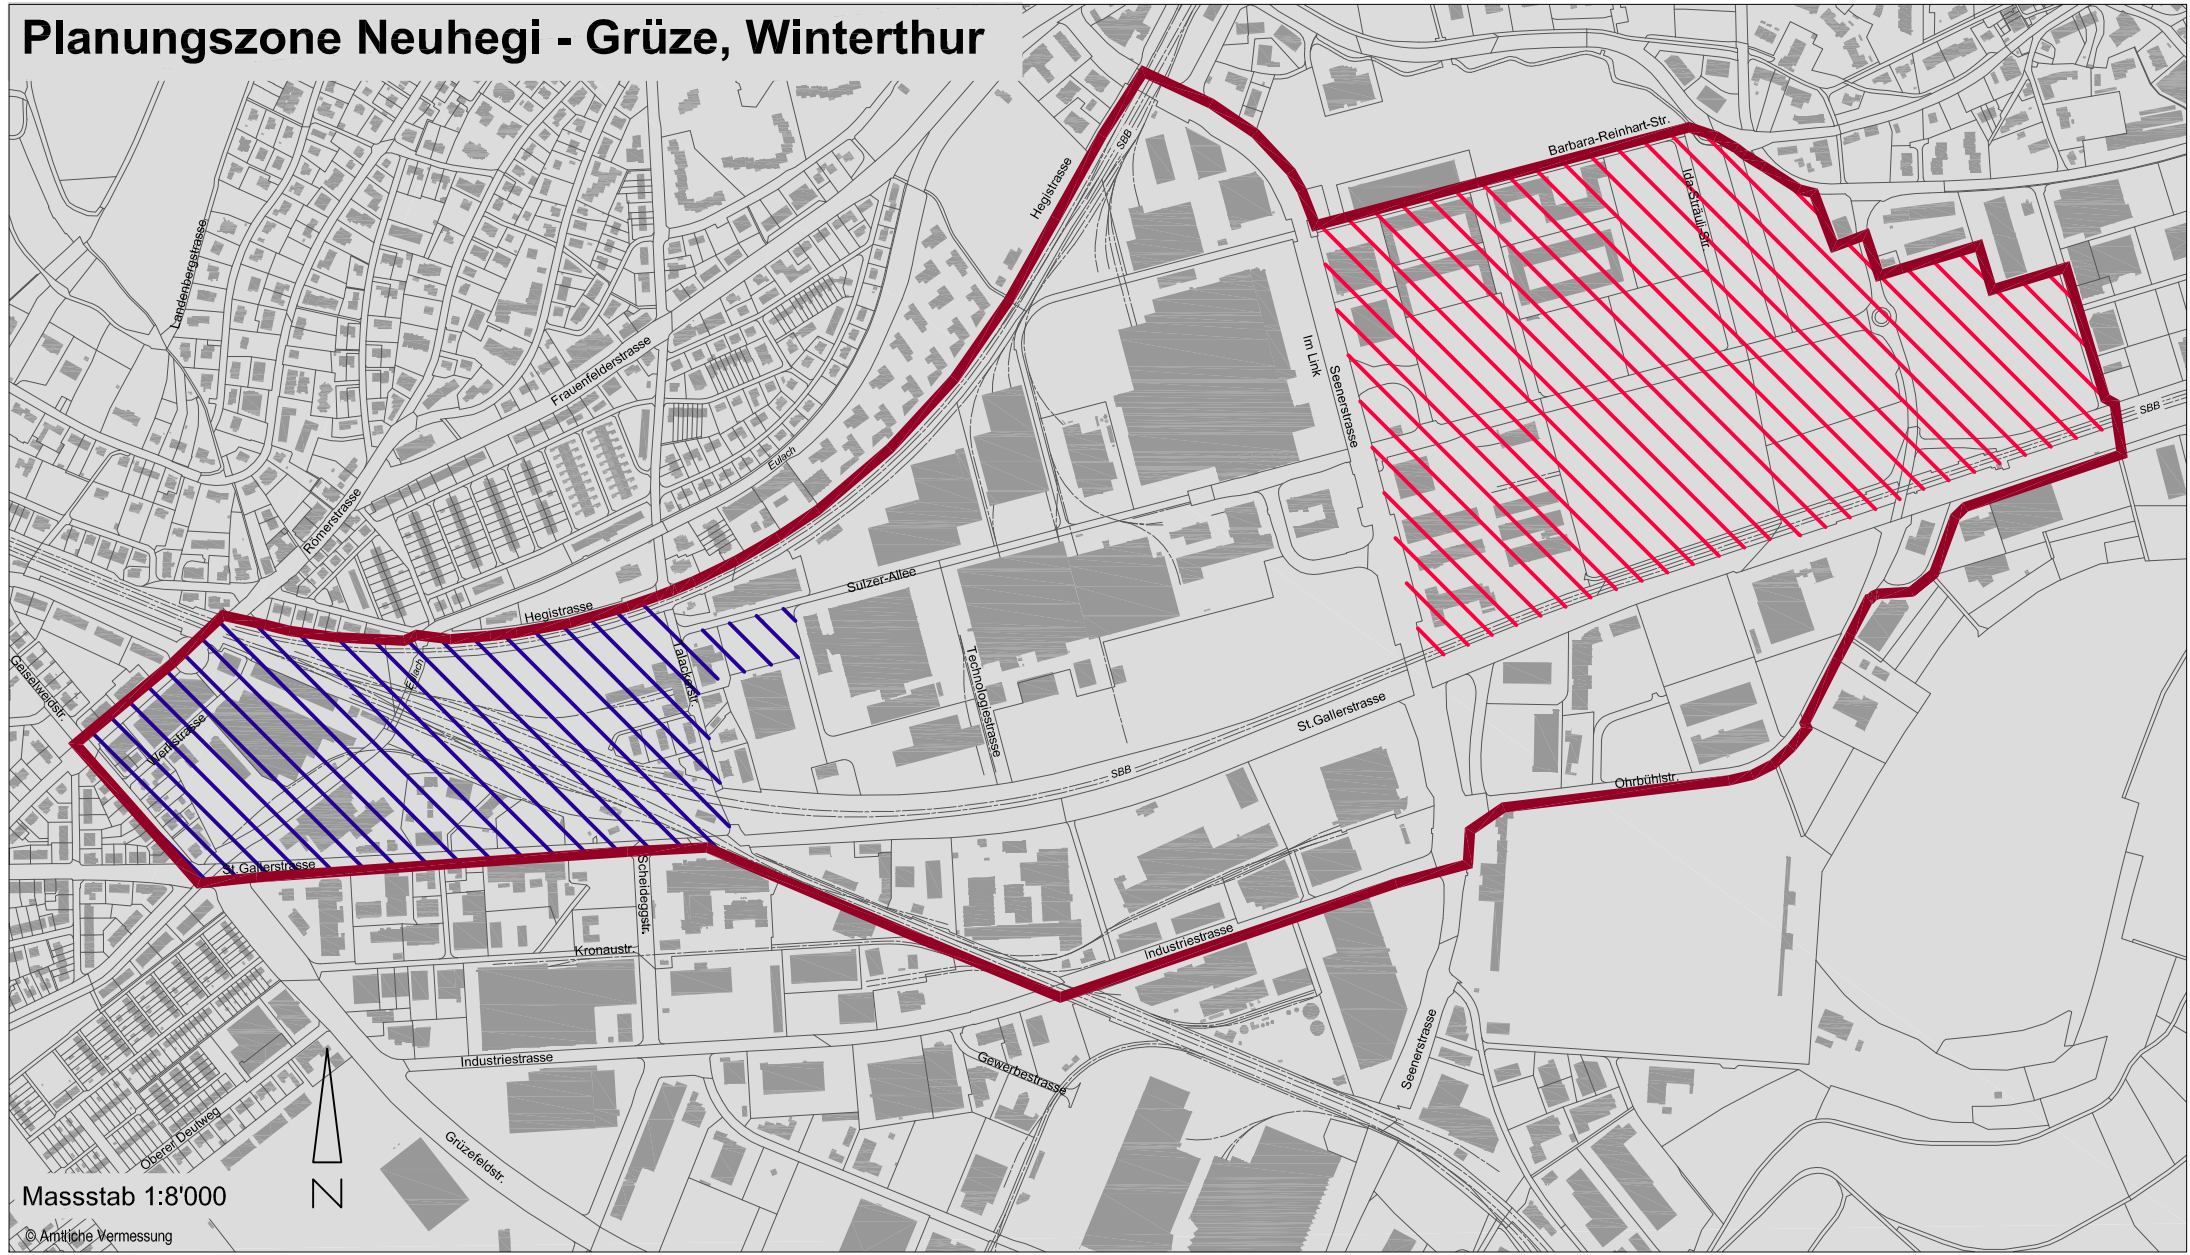 Planungszone Neuhegi - Grüze, Winterthur
SBB
Barbara-Reinhart-Str.
Hegistrasse
Ida-Sträuli-Str.
Landenbergstrasse
Im Link
Frauenfelderstrasse
Seenerstrasse
SBB
Eulach
Römerstrasse
Sulzer-Allee
Hegistrasse
Geiselweidstr.
Eulach
Talackerstr.
Technologiestrasse
Werkstrasse
St.Gallerstrasse
SBB
Ohrbühlstr.
St.Gallerstrasse
Scheideggstr.
Kronaustr.
Industriestrasse
Industriestrasse
Gewerbestrasse
Seenerstrasse
Oberer Deutweg
Grüzefeldstr.
Massstab 1:8'000
N
© Amtliche Vermessung